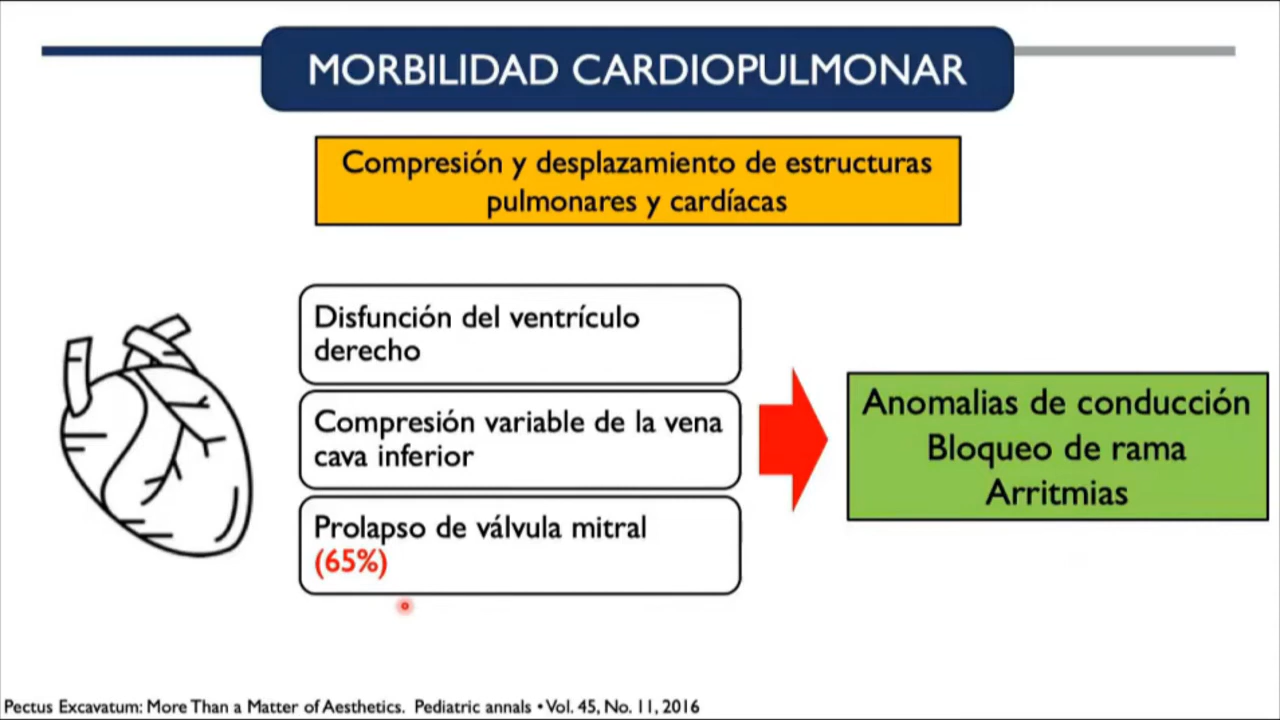 MORBILIDAD CARDIOPULMONAR
Compresión y desplazamiento de estructuras
pulmonares y cardíacas
Disfunción del ventrículo
derecho
Compresión variable de la vena
cava inferior
Prolapso de válvula mitral
(65%)
Anomalias de conducción
Bloqueo de rama
Arritmias
Pectus Excavatum: More Than a Matter of Aesthetics. Pediatric annals • Vol. 45, No. 11, 2016